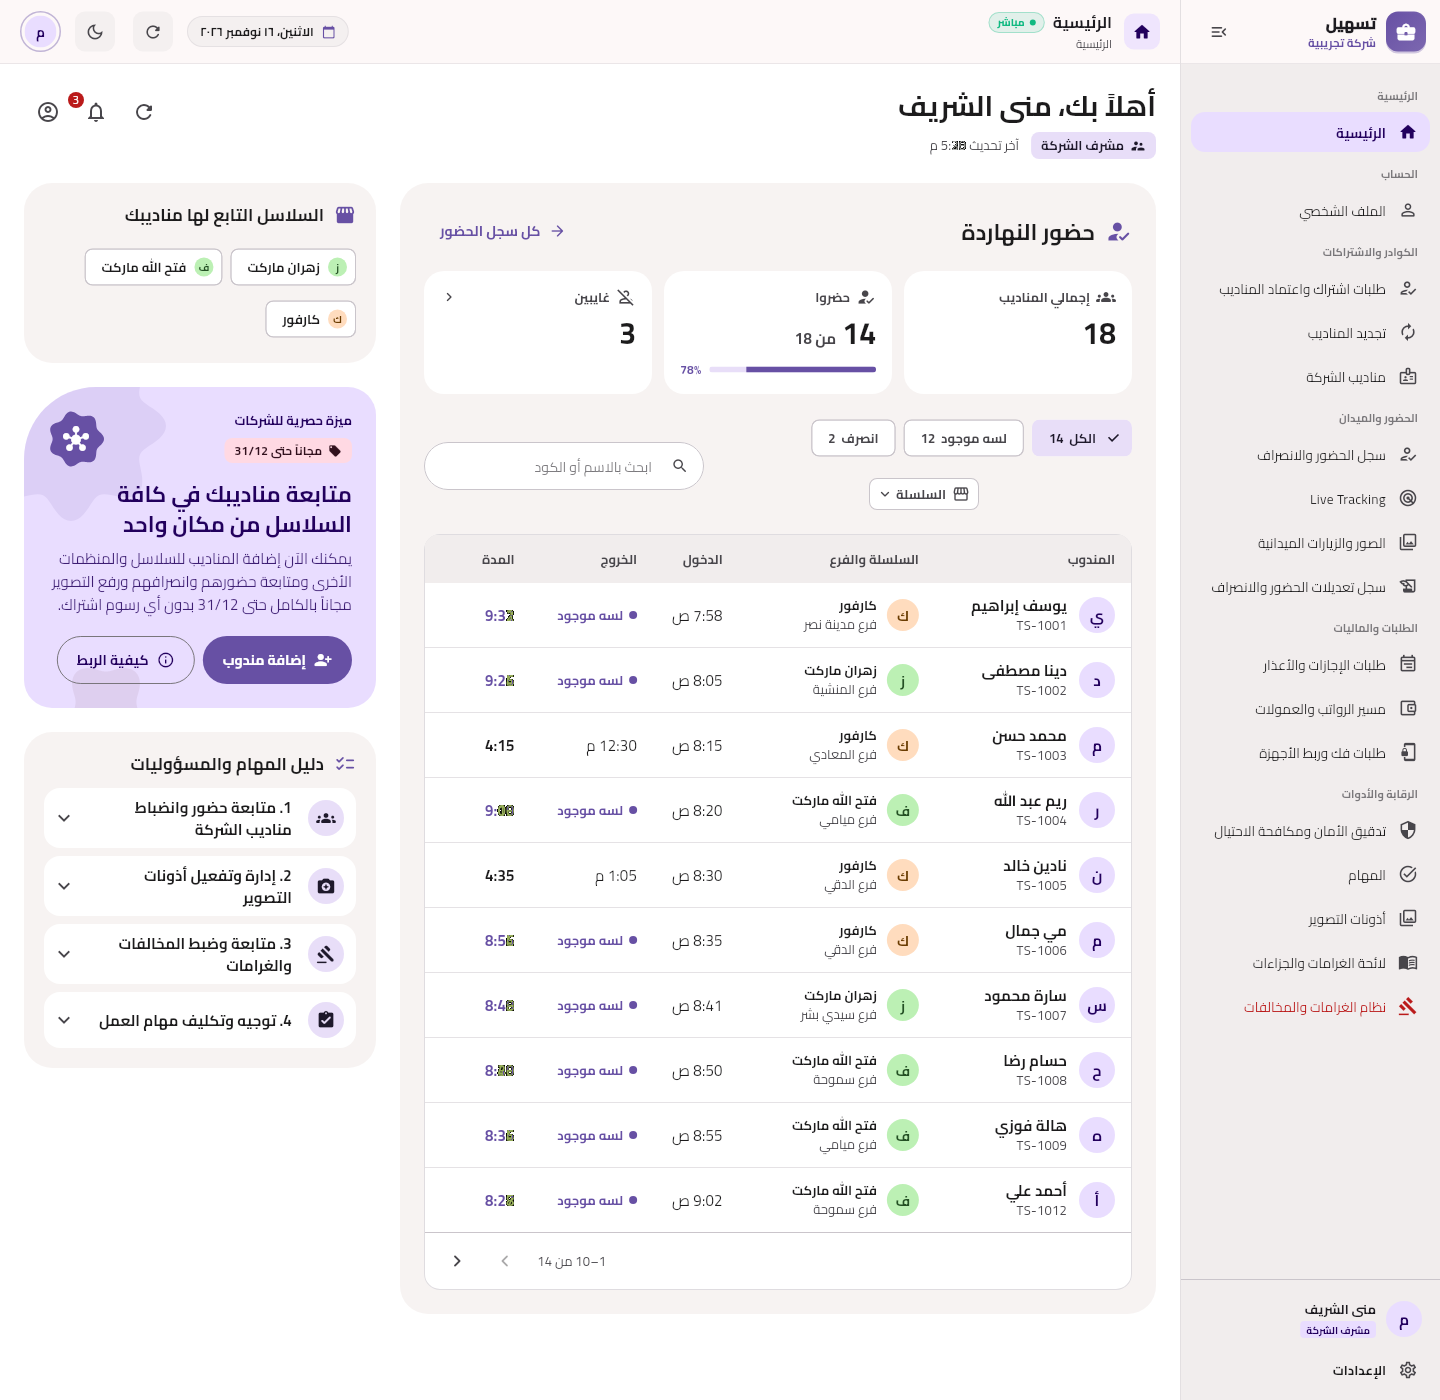 تسهيل
شركة تجريبية
الرئيسية
الرئيسية
الحساب
الملف الشخصي
الكوادر والاشتراكات
طلبات اشتراك واعتماد المناديب
تجديد المناديب
مناديب الشركة
الحضور والميدان
سجل الحضور والانصراف
Live Tracking
الصور والزيارات الميدانية
سجل تعديلات الحضور والانصراف
الطلبات والماليات
طلبات الإجازات والأعذار
مسير الرواتب والعمولات
طلبات فك وربط الأجهزة
الرقابة والأدوات
تدقيق الأمان ومكافحة الاحتيال
المهام
أذونات التصوير
لائحة الغرامات والجزاءات
نظام الغرامات والمخالفات
م
منى الشريف
مشرف الشركة
الإعدادات
الرئيسية
مباشر
الرئيسية
الاثنين، ١٦ نوفمبر ٢٠٢٦
م
أهلاً بك، منى الشريف
مشرف الشركة
آخر تحديث م
3
حضور النهاردة
كل سجل الحضور
إجمالي المناديب
18
حضروا
14 من 18
78%
غايبين
3
الكل 14
لسه موجود 12
انصرف 2
السلسلة
ابحث بالاسم أو الكود
المندوب السلسلة والفرع الدخول الخروج المدة
ي يوسف إبراهيم ك كارفور 7:58 ص لسه موجود
TS-1001 فرع مدينة نصر
د دينا مصطفى ز زهران ماركت 8:05 ص لسه موجود
TS-1002 فرع المنشية
م محمد حسن ك كارفور 8:15 ص 12:30 م 4:15
TS-1003 فرع المعادي
ر ريم عبد الله ف فتح الله ماركت 8:20 ص لسه موجود
TS-1004 فرع ميامي
ن نادين خالد ك كارفور 8:30 ص 1:05 م 4:35
TS-1005 فرع الدقي
م مي جمال ك كارفور 8:35 ص لسه موجود
TS-1006 فرع الدقي
س سارة محمود ز زهران ماركت 8:41 ص لسه موجود
TS-1007 فرع سيدي بشر
ح حسام رضا ف فتح الله ماركت 8:50 ص لسه موجود
TS-1008 فرع سموحة
ه هالة فوزي ف فتح الله ماركت 8:55 ص لسه موجود
TS-1009 فرع ميامي
أ أحمد علي ف فتح الله ماركت 9:02 ص لسه موجود
TS-1012 فرع سموحة
1–10 من 14
السلاسل التابع لها مناديبك
ز زهران ماركت
ف فتح الله ماركت
ك كارفور
ميزة حصرية للشركات
مجاناً حتى 31/12
متابعة مناديبك في كافة
السلاسل من مكان واحد
يمكنك الآن إضافة المناديب للسلاسل والمنظمات
الأخرى ومتابعة حضورهم وانصرافهم ورفع التصوير
مجاناً بالكامل حتى 31/12 بدون أي رسوم اشتراك.
إضافة مندوب
كيفية الربط
دليل المهام والمسؤوليات
1. متابعة حضور وانضباط
مناديب الشركة
2. إدارة وتفعيل أذونات
التصوير
3. متابعة وضبط المخالفات
والغرامات
4. توجيه وتكليف مهام العمل